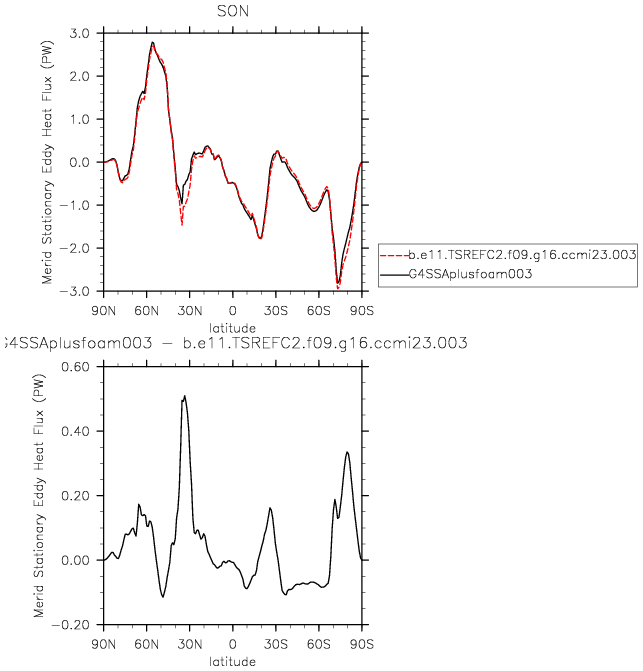 SON
Merid Stationary Eddy Heat Flux (PW)
3.0
2.0
1.0
0.0
−1.0
−2.0
−3.0
90N 60N 30N 0 30S 60S 90S
latitude
b.e11.TSREFC2.f09.g16.ccmi23.003
G4SSAplusfoam003
G4SSAplusfoam003 − b.e11.TSREFC2.f09.g16.ccmi23.003
Merid Stationary Eddy Heat Flux (PW)
0.60
0.40
0.20
0.00
−0.20
90N 60N 30N 0 30S 60S 90S
latitude